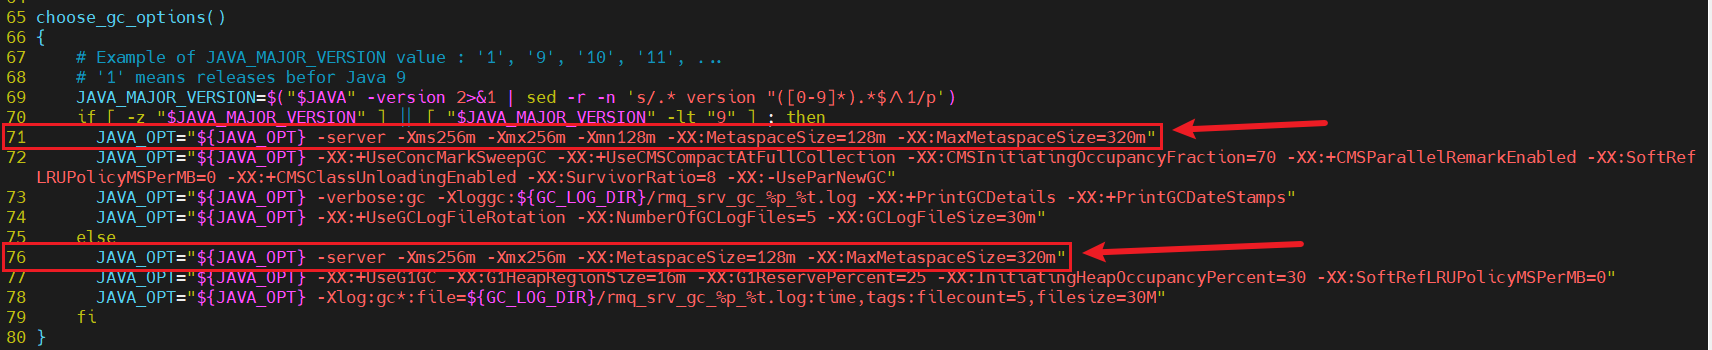 65 choose_gc_options()
66 {
67     # Example of JAVA_MAJOR_VERSION value : '1', '9', '10', '11', ...
68     # '1' means releases befor Java 9
69     JAVA_MAJOR_VERSION=$("$JAVA" -version 2>&1 | sed -r -n 's/.* version "([0-9]*).*$/\1/p')
70     if [ -z "$JAVA_MAJOR_VERSION" ] || [ "$JAVA_MAJOR_VERSION" -lt "9" ] ; then
71       JAVA_OPT="${JAVA_OPT} -server -Xms256m -Xmx256m -Xmn128m -XX:MetaspaceSize=128m -XX:MaxMetaspaceSize=320m"
72       JAVA_OPT="${JAVA_OPT} -XX:+UseConcMarkSweepGC -XX:+UseCMSCompactAtFullCollection -XX:CMSInitiatingOccupancyFraction=70 -XX:+CMSParallelRemarkEnabled -XX:SoftRef
LRUPolicyMSPerMB=0 -XX:+CMSClassUnloadingEnabled -XX:SurvivorRatio=8 -XX:-UseParNewGC"
73       JAVA_OPT="${JAVA_OPT} -verbose:gc -Xloggc:${GC_LOG_DIR}/rmq_srv_gc_%p_%t.log -XX:+PrintGCDetails -XX:+PrintGCDateStamps"
74       JAVA_OPT="${JAVA_OPT} -XX:+UseGCLogFileRotation -XX:NumberOfGCLogFiles=5 -XX:GCLogFileSize=30m"
75     else
76       JAVA_OPT="${JAVA_OPT} -server -Xms256m -Xmx256m -XX:MetaspaceSize=128m -XX:MaxMetaspaceSize=320m"
77       JAVA_OPT="${JAVA_OPT} -XX:+UseG1GC -XX:G1HeapRegionSize=16m -XX:G1ReservePercent=25 -XX:InitiatingHeapOccupancyPercent=30 -XX:SoftRefLRUPolicyMSPerMB=0"
78       JAVA_OPT="${JAVA_OPT} -Xlog:gc*:file=${GC_LOG_DIR}/rmq_srv_gc_%p_%t.log:time,tags:filecount=5,filesize=30M"
79     fi
80 }